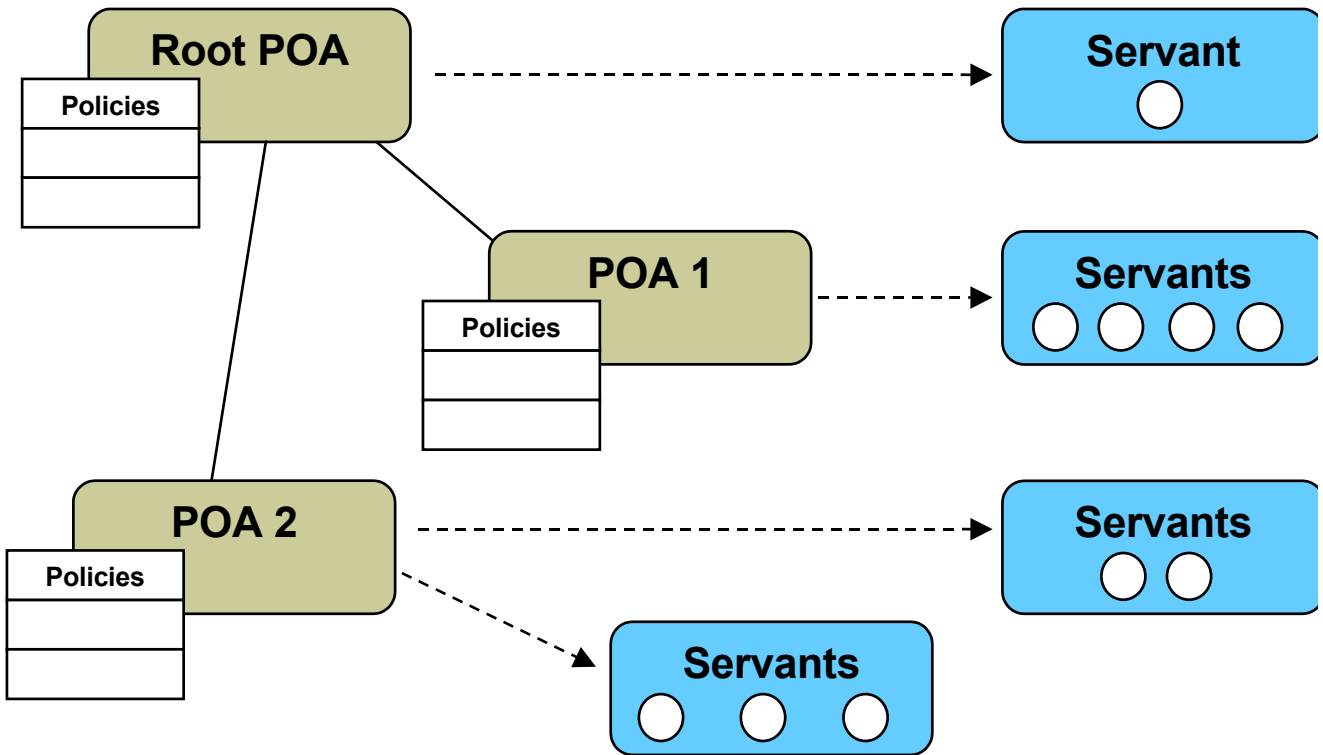 Root POA
Servant
Policies
POA 1
Servants
Policies
POA 2
Servants
Policies
Servants